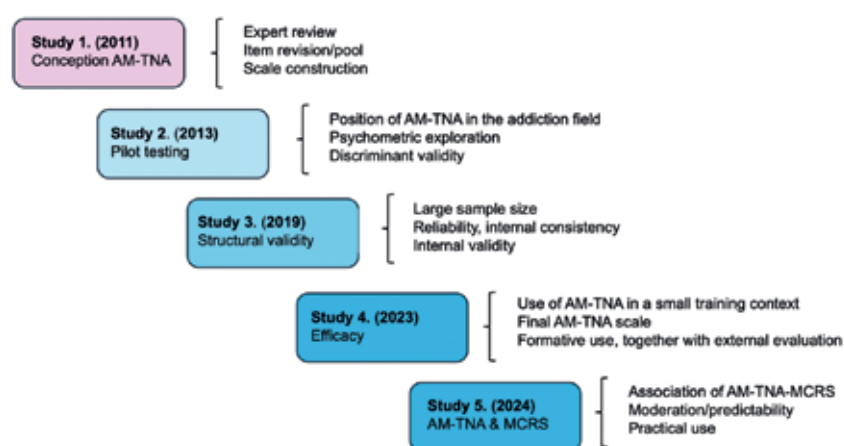 Study 1. (2011)
Conception AM-TNA
Expert review
Item revision/pool
Scale construction
Study 2. (2013)
Pilot testing
Position of AM-TNA in the addiction field
Psychometric exploration
Discriminant validity
Study 3. (2019)
Structural validity
Large sample size
Reliability, internal consistency
Internal validity
Study 4. (2023)
Efficacy
Use of AM-TNA in a small training context
Final AM-TNA scale
Formative use, together with external evaluation
Study 5. (2024)
AM-TNA & MCRS
Association of AM-TNA-MCRS
Moderation/predictability
Practical use